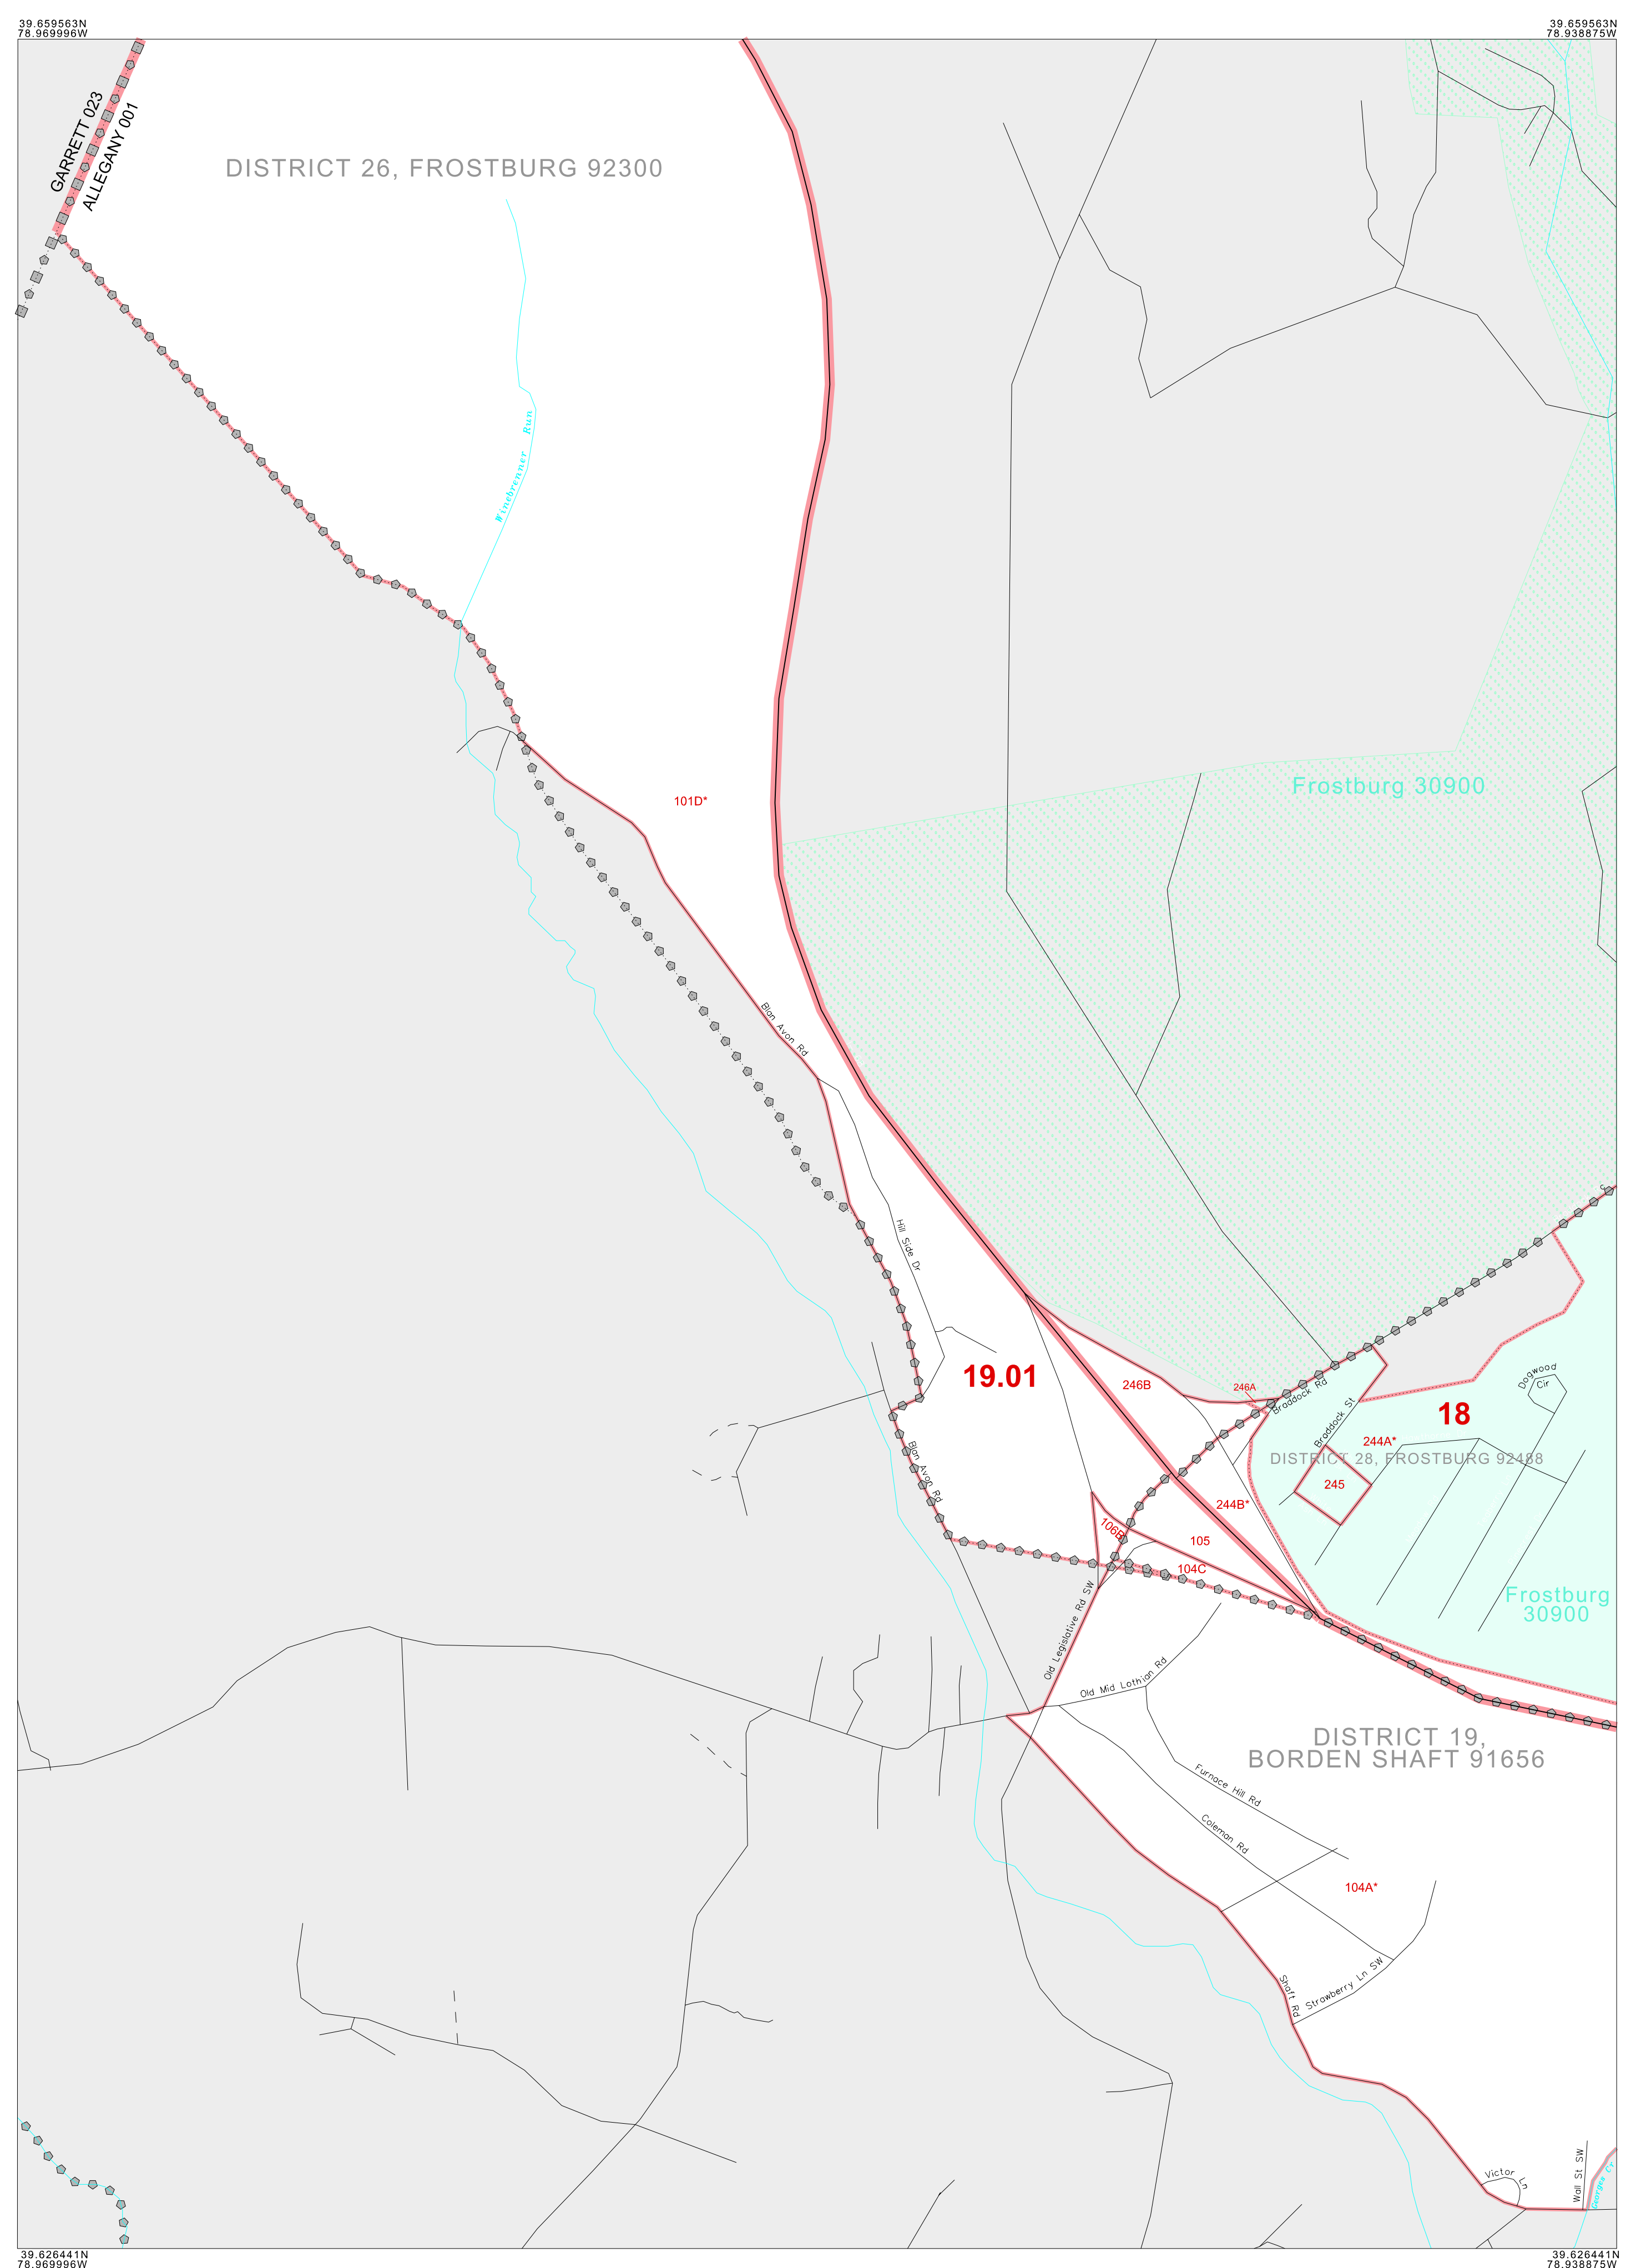 39.659563N
78.969996W
39.659563N
78.938875W
GARRETT 023
ALLEGANY 001
DISTRICT 26, FROSTBURG 92300
Winebrenner Run
Frostburg 30900
101D*
Blan Avon Rd
Hill Side Dr
19.01
246B
246A
Braddock Rd
Braddock St
Dogwood
Cir
18
244A*
DISTRICT 28, FROSTBURG 92488
245
244B*
Blan Avon Rd
106B
105
104C
Frostburg
30900
Old Legislative Rd SW
Old Mid Lothian Rd
DISTRICT 19,
BORDEN SHAFT 91656
Furnace Hill Rd
Coleman Rd
104A*
Shaft Rd
Strawberry Ln SW
Victor Ln
Wall St SW
Georges Cr
39.626441N
78.969996W
39.626441N
78.938875W